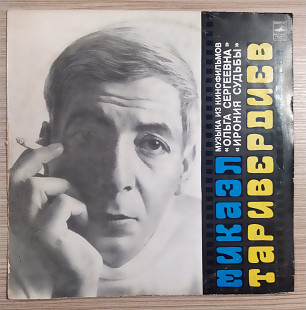 МУЗЫКА ИЗ КИНОФИЛЬМОВ
«ОЛЬГА СЕРГЕЕВНА»
«ИРОНИЯ СУДЬБЫ»
МИКАЭЛ
ТАРИВЕРДИЕВ